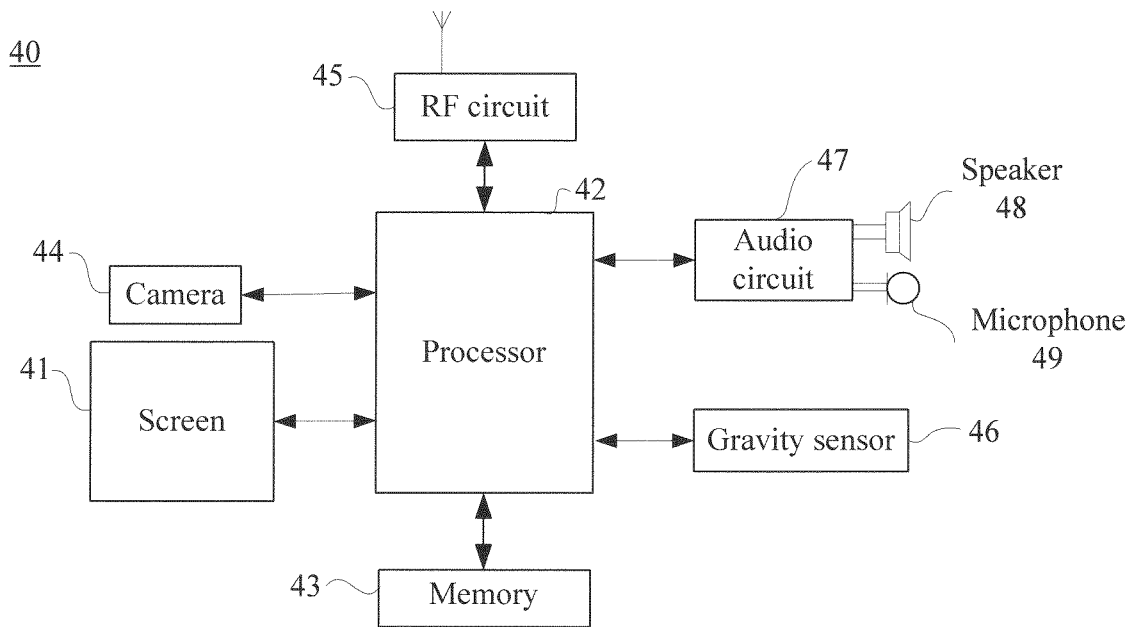 40
45
RF circuit
42
47
Speaker
48
44
Camera
Audio
circuit
Microphone
49
41
Screen
Processor
Gravity sensor
46
43
Memory